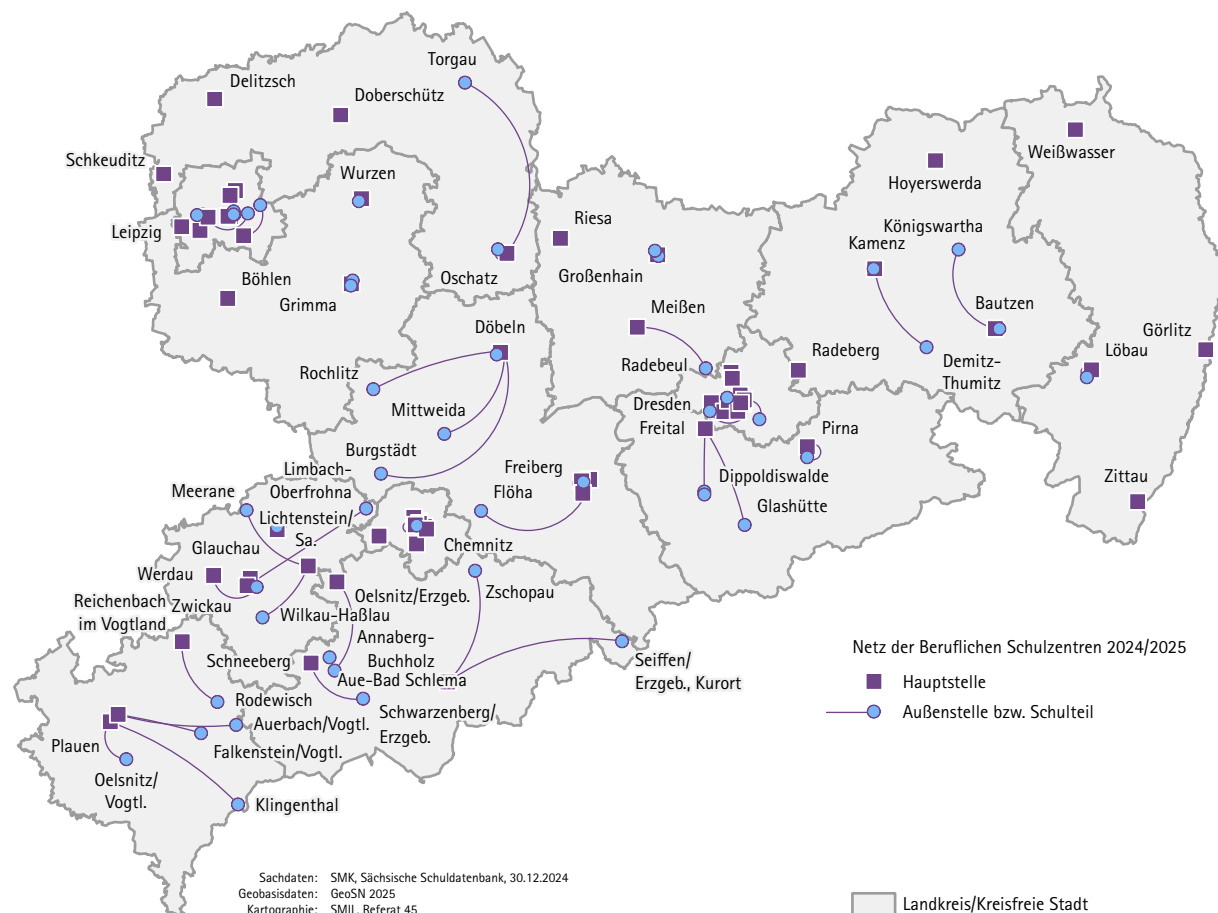 Torgau
Delitzsch
Doberschütz
Schkeuditz
Weißwasser
Hoyerswerda
Wurzen
Riesa
Königswartha
Kamenz
Leipzig
Großenhain
Oschatz
Böhlen
Grimma
Meißen
Bautzen
Görlitz
Döbeln
Radeberg
Löbau
Radebeul
Demitz-
Thumitz
Rochlitz
Mittweida
Dresden
Freital
Pirna
Burgstädt
Limbach-
Oberfrohna
Freiberg
Dippoldiswalde
Zittau
Meerane
Flöha
Glashütte
Lichtenstein/
Sa.
Glauchau
Chemnitz
Werdau
Oelsnitz/Erzgeb.
Zschopau
Reichenbach
im Vogtland
Zwickau
Wilkau-Haßlau
Annaberg-
Buchholz
Schneeberg
Aue-Bad Schlema
Seiffen/
Erzgeb., Kurort
Rodewisch
Schwarzenberg/
Erzgeb.
Auerbach/Vogtl.
Plauen
Falkenstein/Vogtl.
Oelsnitz/
Vogtl.
Klingenthal
Netz der Beruflichen Schulzentren 2024/2025
Hauptstelle
Außenstelle bzw. Schulteil
Sachdaten: SMK, Sächsische Schuldatenbank, 30.12.2024
Geobasisdaten: GeoSN 2025
Kartographie: SMIL, Referat 45
Landkreis/Kreisfreie Stadt